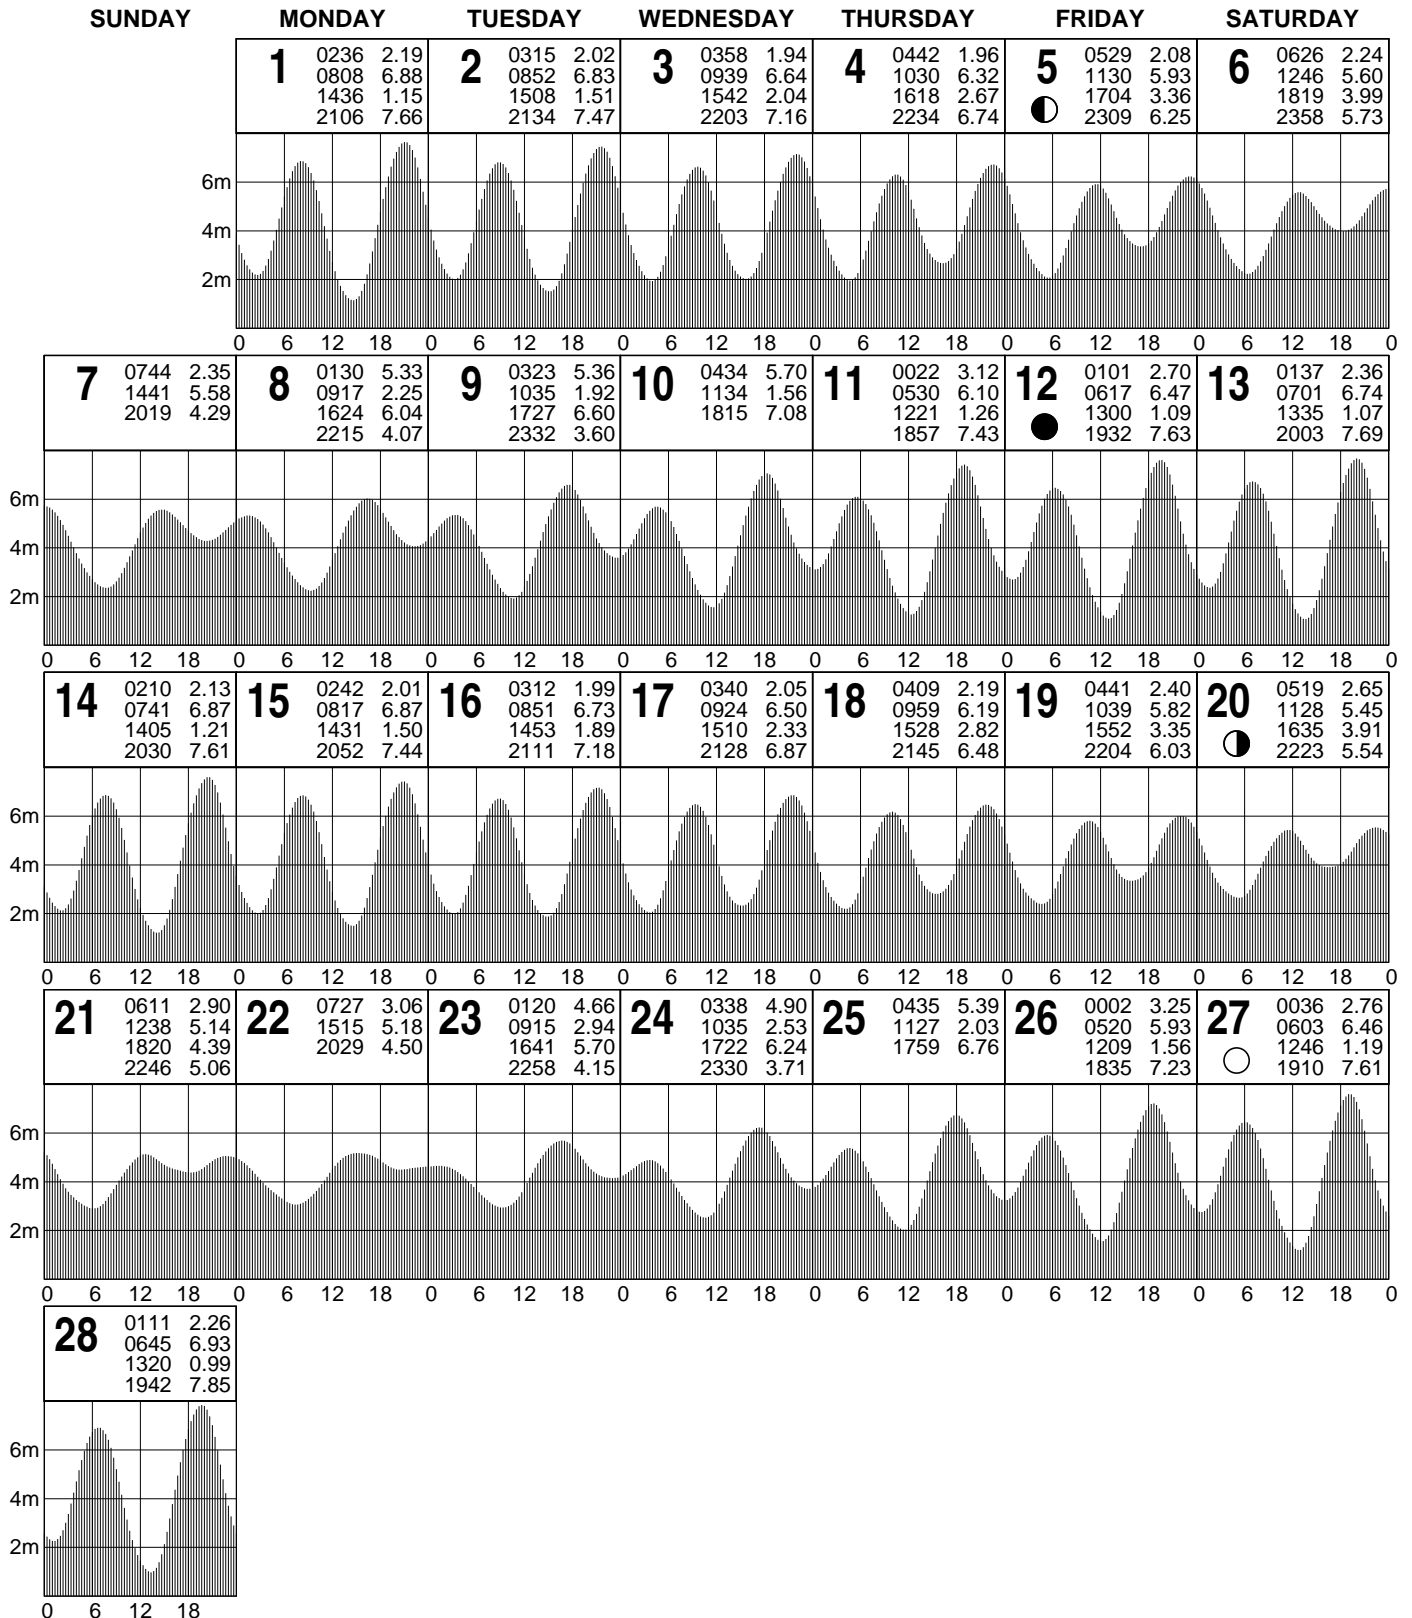 SUNDAY MONDAY TUESDAY WEDNESDAY THURSDAY FRIDAY SATURDAY
1 0236 2.19 0808 6.88 1436 1.15 2106 7.66
2 0315 2.02 0852 6.83 1508 1.51 2134 7.47
3 0358 1.94 0939 6.64 1542 2.04 2203 7.16
4 0442 1.96 1030 6.32 1618 2.67 2234 6.74
5 0529 2.08 1130 5.93 1704 3.36 2309 6.25
6 0626 2.24 1246 5.60 1819 3.99 2358 5.73
6m
4m
2m
0 6 12 18 0 6 12 18 0 6 12 18 0 6 12 18 0 6 12 18 0 6 12 18 0
7 0744 2.35 1441 5.58 2019 4.29
8 0130 5.33 0917 2.25 1624 6.04 2215 4.07
9 0323 5.36 1035 1.92 1727 6.60 2332 3.60
10 0434 5.70 1134 1.56 1815 7.08
11 0022 3.12 0530 6.10 1221 1.26 1857 7.43
12 0101 2.70 0617 6.47 1300 1.09 1932 7.63
13 0137 2.36 0701 6.74 1335 1.07 2003 7.69
6m
4m
2m
0 6 12 18 0 6 12 18 0 6 12 18 0 6 12 18 0 6 12 18 0 6 12 18 0 6 12 18 0
14 0210 2.13 0741 6.87 1405 1.21 2030 7.61
15 0242 2.01 0817 6.87 1431 1.50 2052 7.44
16 0312 1.99 0851 6.73 1453 1.89 2111 7.18
17 0340 2.05 0924 6.50 1510 2.33 2128 6.87
18 0409 2.19 0959 6.19 1528 2.82 2145 6.48
19 0441 2.40 1039 5.82 1552 3.35 2204 6.03
20 0519 2.65 1128 5.45 1635 3.91 2223 5.54
6m
4m
2m
0 6 12 18 0 6 12 18 0 6 12 18 0 6 12 18 0 6 12 18 0 6 12 18 0 6 12 18 0
21 0611 2.90 1238 5.14 1820 4.39 2246 5.06
22 0727 3.06 1515 5.18 2029 4.50
23 0120 4.66 0915 2.94 1641 5.70 2258 4.15
24 0338 4.90 1035 2.53 1722 6.24 2330 3.71
25 0435 5.39 1127 2.03 1759 6.76
26 0002 3.25 0520 5.93 1209 1.56 1835 7.23
27 0036 2.76 0603 6.46 1246 1.19 1910 7.61
6m
4m
2m
0 6 12 18 0 6 12 18 0 6 12 18 0 6 12 18 0 6 12 18 0 6 12 18 0 6 12 18 0
28 0111 2.26 0645 6.93 1320 0.99 1942 7.85
6m
4m
2m
0 6 12 18